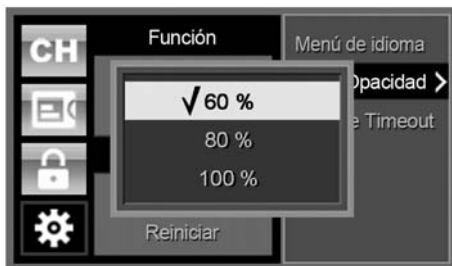 CH
Función
Menú de idioma
Opacidad >
e Timeout
√ 60 %
80 %
100 %
Reiniciar